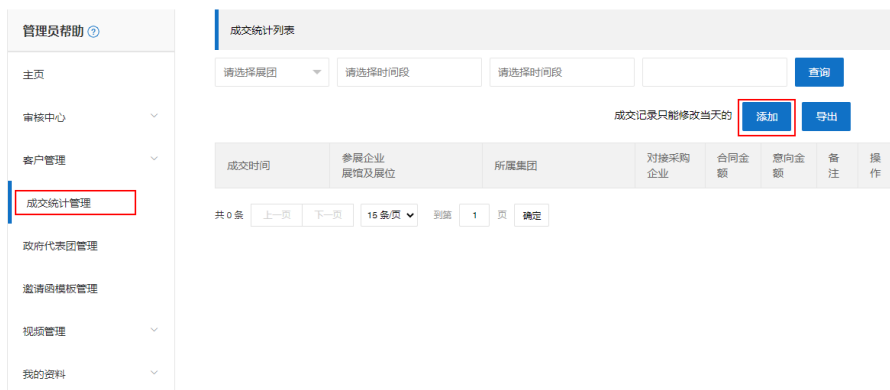 管理员帮助
主页
审核中心
客户管理
成交统计管理
政府代表团管理
邀请函模板管理
视频管理
我的资料
成交统计列表
请选择展团 请选择时间段 请选择时间段 查询
成交记录只能修改当天的 添加 导出
成交时间 参展企业 所属集团 对接采购 合同金 意向金 备 操
展馆及展位 企业 额 额 注 作
共 0 条 上一页 下一页 15 条/页 到第 1 页 确定